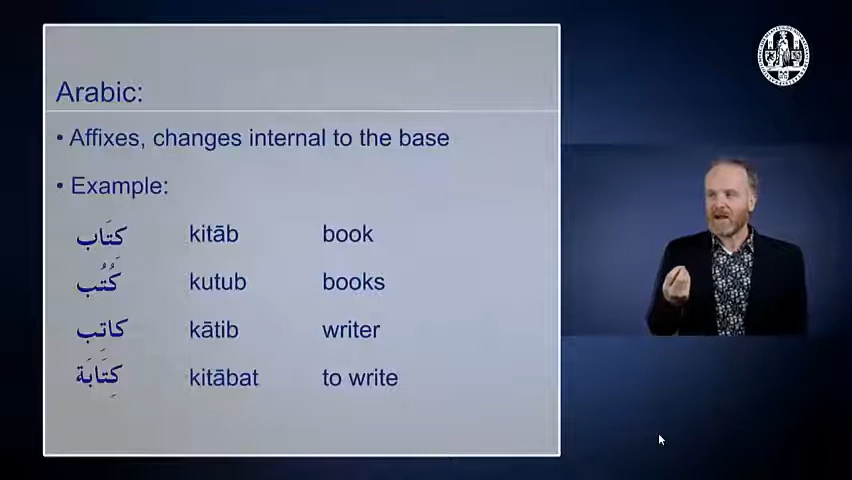 Arabic:
• Affixes, changes internal to the base
• Example:
كِتَاب kitāb book
كُتُب kutub books
كاتِب kātib writer
كِتَابَة kitābat to write